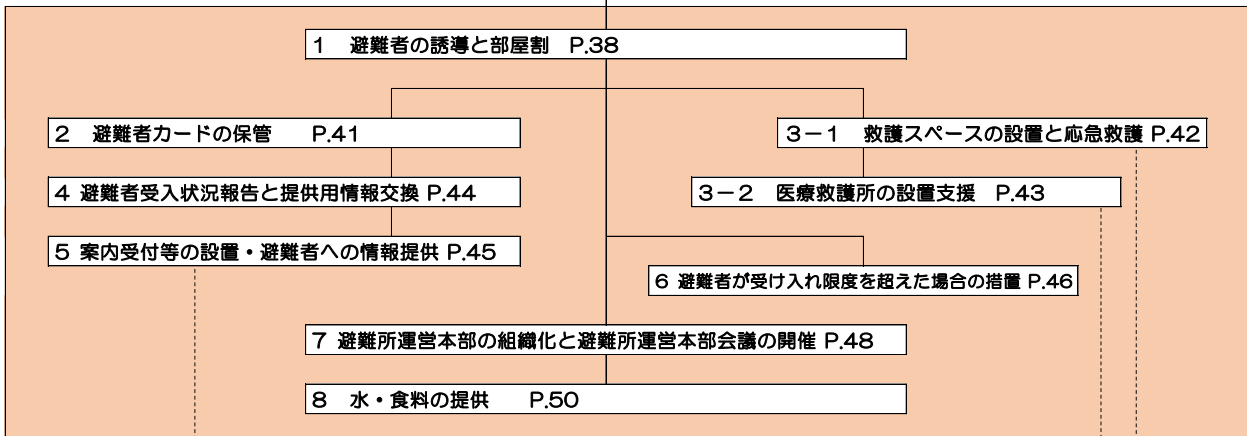 1 避難者の誘導と部屋割 P.38
2 避難者カードの保管 P.41
3－1 救護スペースの設置と応急救護 P.42
4 避難者受入状況報告と提供用情報交換 P.44
3－2 医療救護所の設置支援 P.43
5 案内受付等の設置・避難者への情報提供 P.45
6 避難者が受け入れ限度を超えた場合の措置 P.46
7 避難所運営本部の組織化と避難所運営本部会議の開催 P.48
8 水・食料の提供 P.50